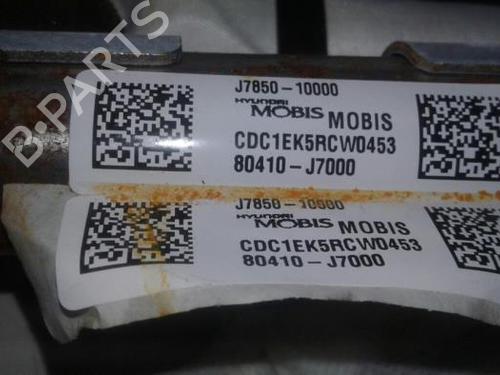 B-PARTS
J7850-10000
HYUNDAI MOBIS MOBIS
CDC1EK5RCW0453
80410-J7000
J7850-10000
HYUNDAI MOBIS MOBIS
CDC1EK5RCW0453
80410-J7000